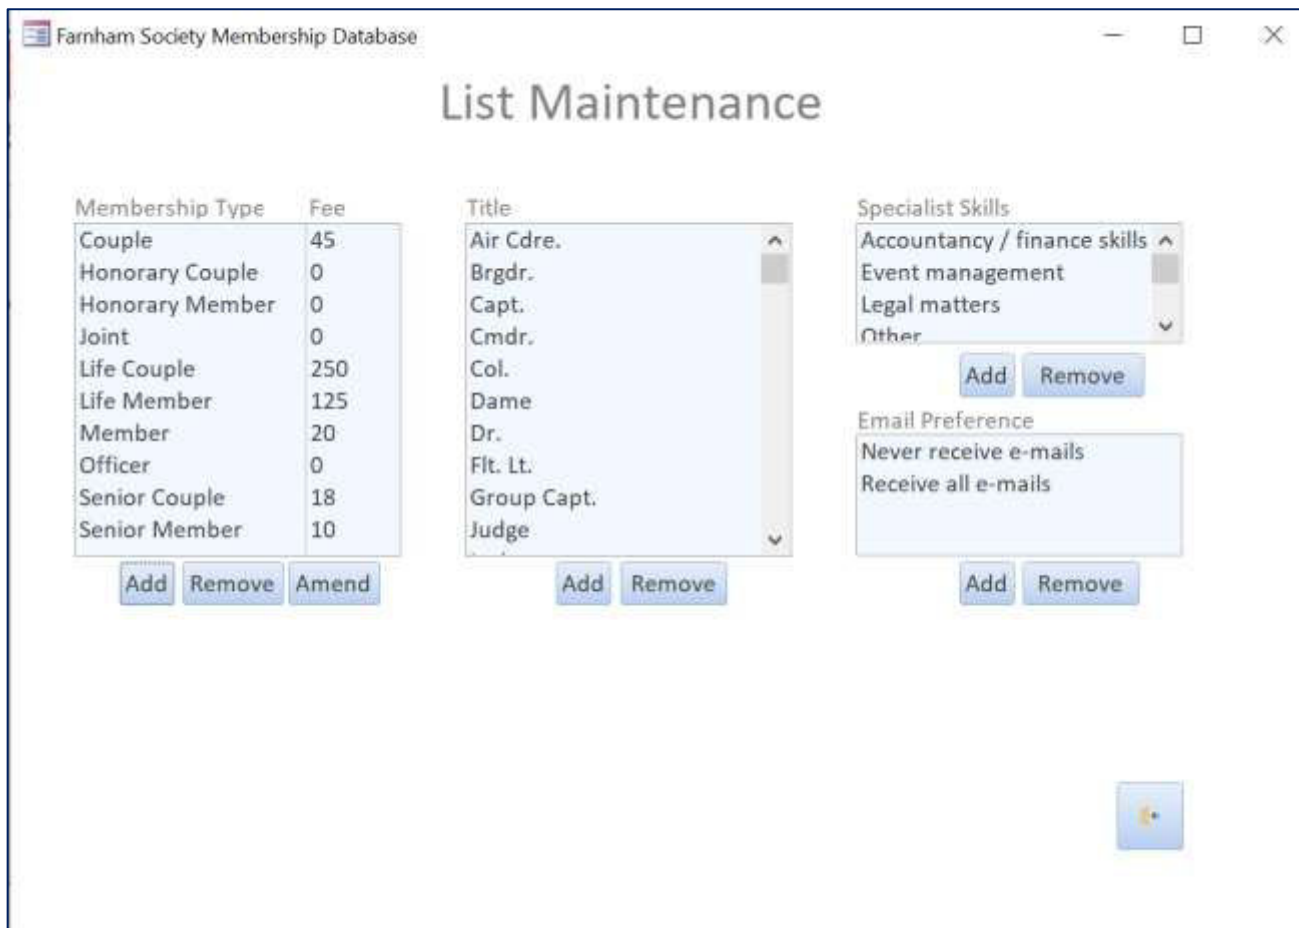 Farnham Society Membership Database
List Maintenance
Membership Type Fee
Couple 45
Honorary Couple 0
Honorary Member 0
Joint 0
Life Couple 250
Life Member 125
Member 20
Officer 0
Senior Couple 18
Senior Member 10
Add Remove Amend
Title
Air Cdre.
Brgdr.
Capt.
Cmdr.
Col.
Dame
Dr.
Flt. Lt.
Group Capt.
Judge
Add Remove
Specialist Skills
Accountancy / finance skills
Event management
Legal matters
Other
Add Remove
Email Preference
Never receive e-mails
Receive all e-mails
Add Remove